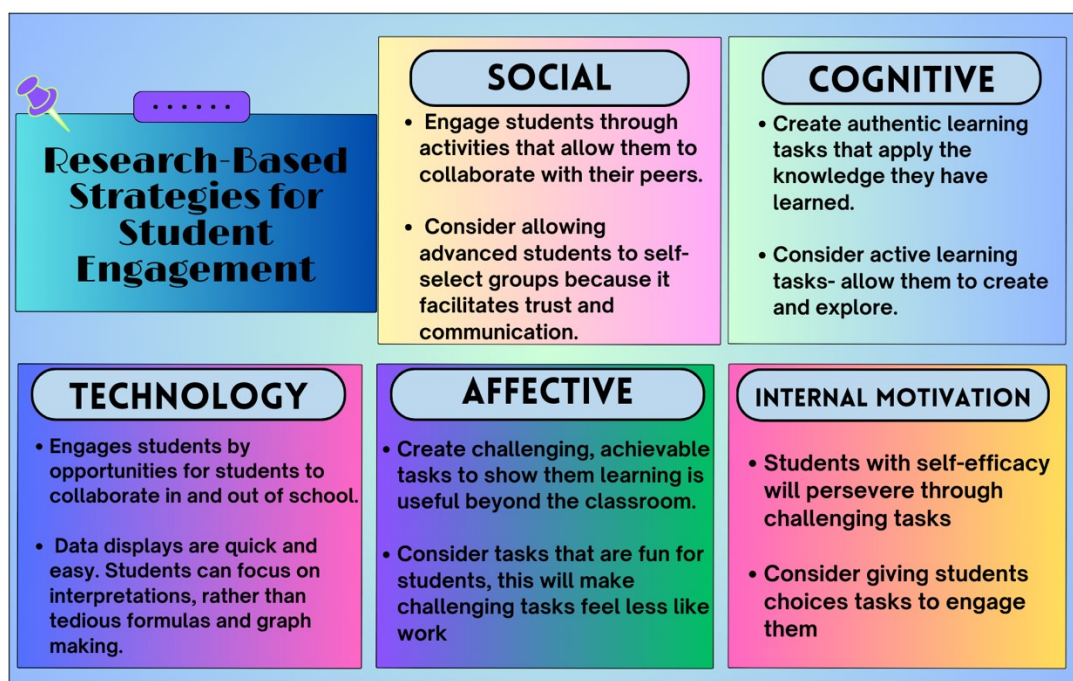 Research-Based
Strategies for
Student
Engagement
SOCIAL
• Engage students through
activities that allow them to
collaborate with their peers.
• Consider allowing
advanced students to self-
select groups because it
facilitates trust and
communication.
COGNITIVE
• Create authentic learning
tasks that apply the
knowledge they have
learned.
• Consider active learning
tasks- allow them to create
and explore.
TECHNOLOGY
• Engages students by
opportunities for students to
collaborate in and out of school.
• Data displays are quick and
easy. Students can focus on
interpretations, rather than
tedious formulas and graph
making.
AFFECTIVE
• Create challenging, achievable
tasks to show them learning is
useful beyond the classroom.
• Consider tasks that are fun for
students, this will make
challenging tasks feel less like
work
INTERNAL MOTIVATION
• Students with self-efficacy
will persevere through
challenging tasks
• Consider giving students
choices tasks to engage
them